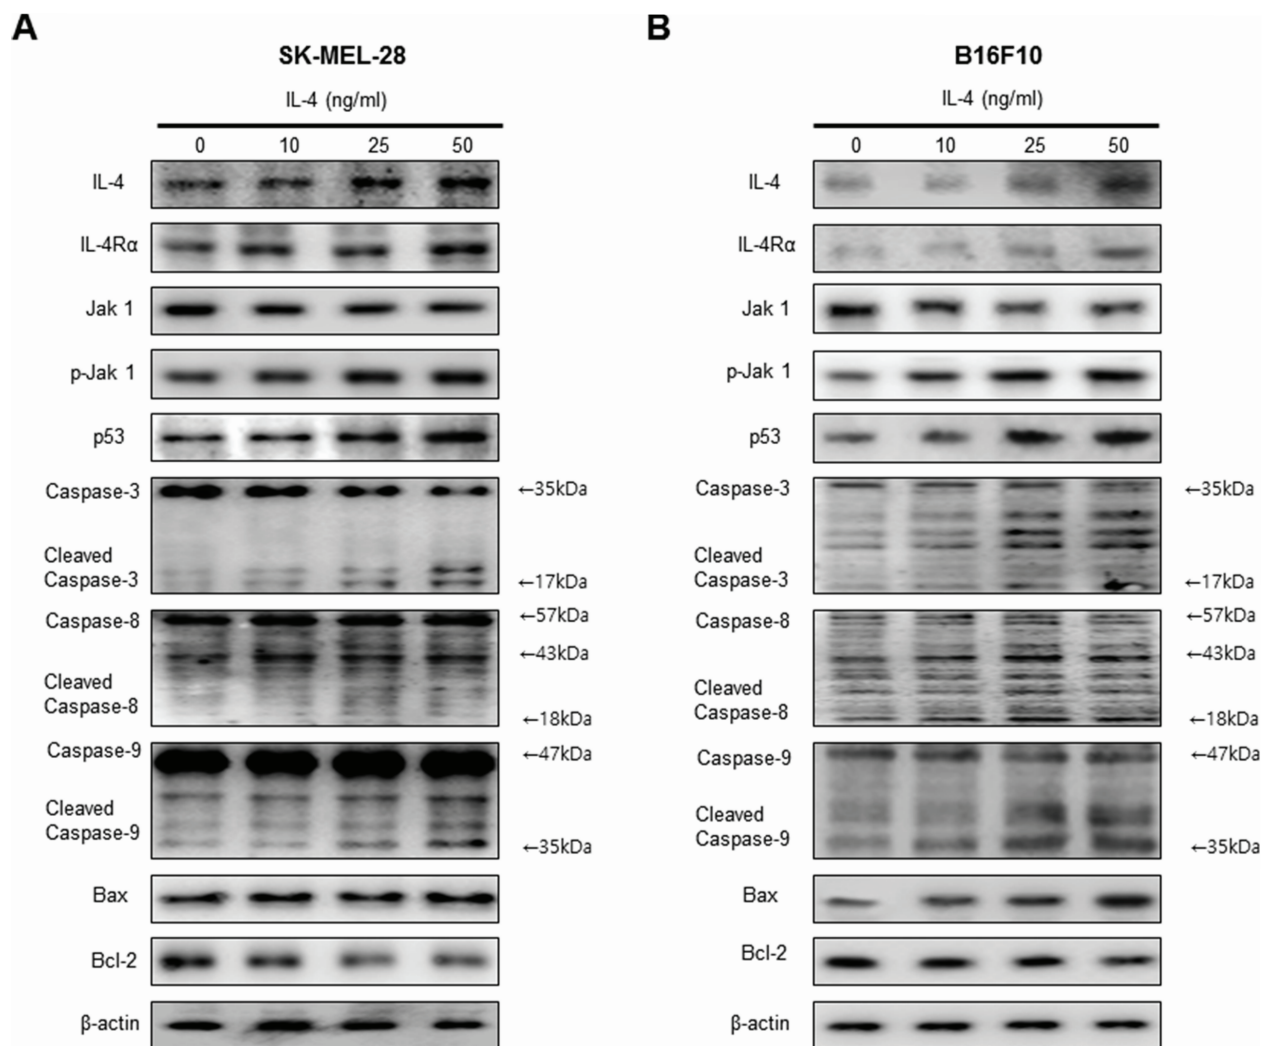 A
SK-MEL-28
IL-4 (ng/ml)
0 10 25 50
IL-4
IL-4Rα
Jak 1
p-Jak 1
p53
Caspase-3
←35kDa
Cleaved
Caspase-3
←17kDa
Caspase-8
←57kDa
←43kDa
Cleaved
Caspase-8
←18kDa
Caspase-9
←47kDa
Cleaved
Caspase-9
←35kDa
Bax
Bcl-2
β-actin
B
B16F10
IL-4 (ng/ml)
0 10 25 50
IL-4
IL-4Rα
Jak 1
p-Jak 1
p53
Caspase-3
←35kDa
Cleaved
Caspase-3
←17kDa
Caspase-8
←57kDa
←43kDa
Cleaved
Caspase-8
←18kDa
Caspase-9
←47kDa
Cleaved
Caspase-9
←35kDa
Bax
Bcl-2
β-actin